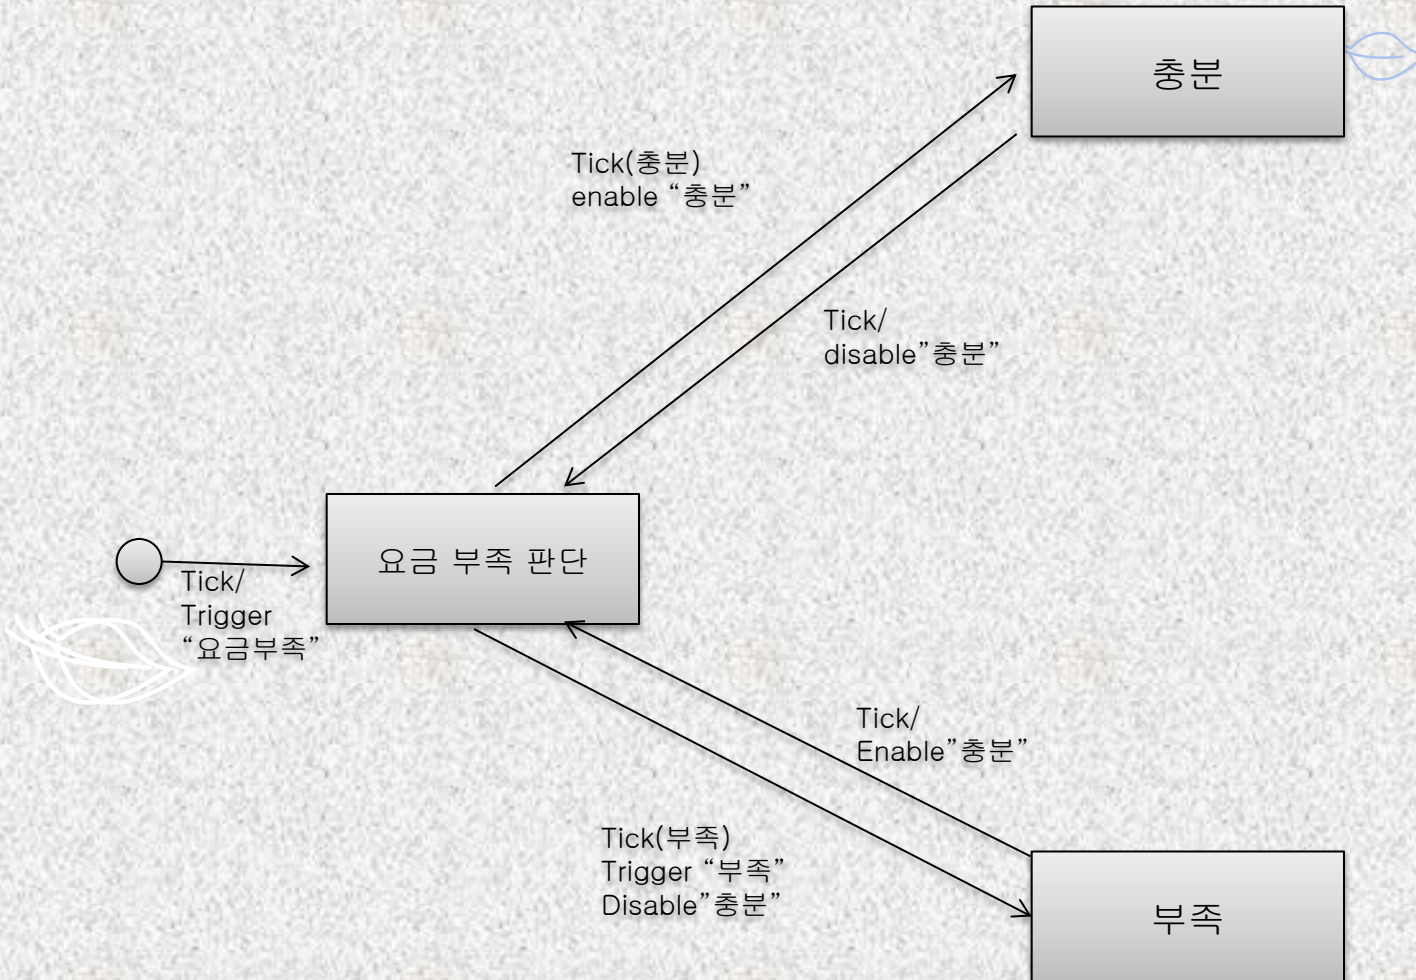 충분
Tick(충분)
enable “충분”
Tick/
disable”충분”
요금 부족 판단
Tick/
Trigger
“요금부족”
Tick/
Enable”충분”
Tick(부족)
Trigger “부족”
Disable”충분”
부족